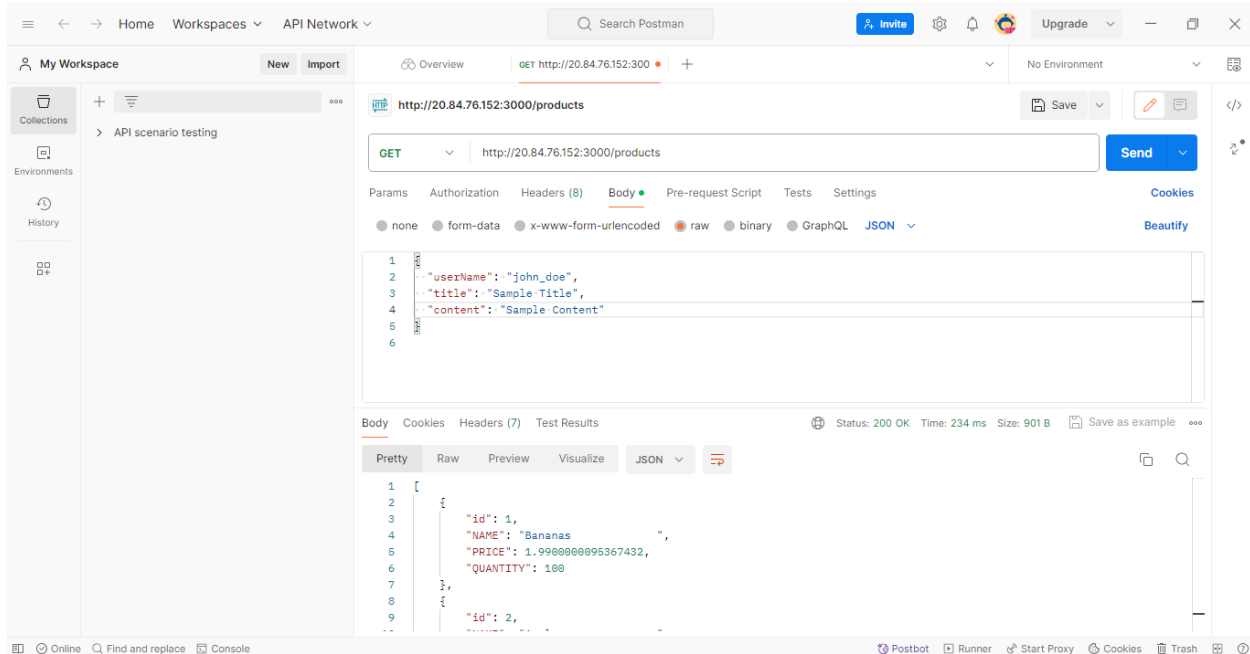 Home Workspaces API Network Search Postman Invite Upgrade
My Workspace New Import Overview GET http://20.84.76.152:300 No Environment
Collections
API scenario testing
http://20.84.76.152:3000/products Save
GET http://20.84.76.152:3000/products Send
Environments
Params Authorization Headers (8) Body Pre-request Script Tests Settings Cookies
History
none form-data x-www-form-urlencoded raw binary GraphQL JSON Beautify
1 {
2 "userName": "john_doe",
3 "title": "Sample Title",
4 "content": "Sample Content"
5 }
6
Body Cookies Headers (7) Test Results Status: 200 OK Time: 234 ms Size: 901 B Save as example
Pretty Raw Preview Visualize JSON
1 [
2 {
3 "id": 1,
4 "NAME": "Bananas ",
5 "PRICE": 1.9900000095367432,
6 "QUANTITY": 100
7 },
8 {
9 "id": 2,
Online Find and replace Console Postbot Runner Start Proxy Cookies Trash